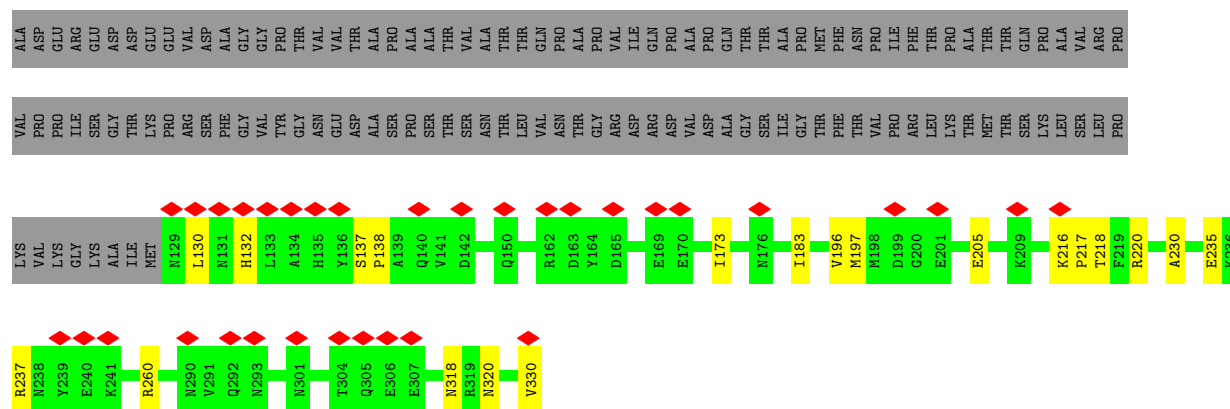 ALA ASP GLU ARG GLU ASP ASP GLU GLU VAL ASP ALA GLY GLY PRO THR VAL VAL THR ALA PRO ALA ALA THR VAL ALA THR THR GLN PRO ALA PRO VAL ILE GLN PRO ALA PRO GLN THR THR ALA PRO MET PHE ASN PRO ILE PHE THR PRO ALA THR THR GLN PRO ALA VAL ARG PRO
VAL PRO PRO ILE SER GLY THR LYS PRO ARG SER PHE GLY VAL TYR GLY ASN GLU ASP ALA SER PRO SER THR SER ASN THR LEU VAL ASN THR GLY ARG ASP ARG ASP VAL ASP ALA GLY SER ILE GLY THR PHE THR VAL PRO ARG LEU LYS THR MET THR SER LYS LEU SER LEU PRO
LYS VAL LYS GLY LYS ALA ILE MET N129 L130 N131 H132 L133 A134 H135 Y136 S137 P138 A139 Q140 V141 D142 Q150 R162 D163 Y164 D165 E169 E170 I173 N176 I183 V196 M197 M198 D199 G200 E201 E205 K209 K216 P217 T218 F219 R220 A230 E235 K236
R237 N238 Y239 E240 K241 R260 N290 V291 Q292 N293 N301 T304 Q305 E306 E307 N318 R319 N320 V330